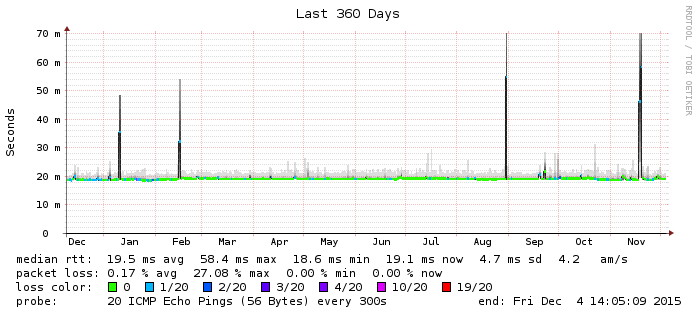 Last 360 Days
RRDTOOL / TOBI OETIKER
Seconds
70 m
60 m
50 m
40 m
30 m
20 m
10 m
0
Dec Jan Feb Mar Apr May Jun Jul Aug Sep Oct Nov
median rtt: 19.5 ms avg 58.4 ms max 18.6 ms min 19.1 ms now 4.7 ms sd 4.2 am/s
packet loss: 0.17 % avg 27.08 % max 0.00 % min 0.00 % now
loss color: 0 1/20 2/20 3/20 4/20 10/20 19/20
probe: 20 ICMP Echo Pings (56 Bytes) every 300s end: Fri Dec 4 14:05:09 2015